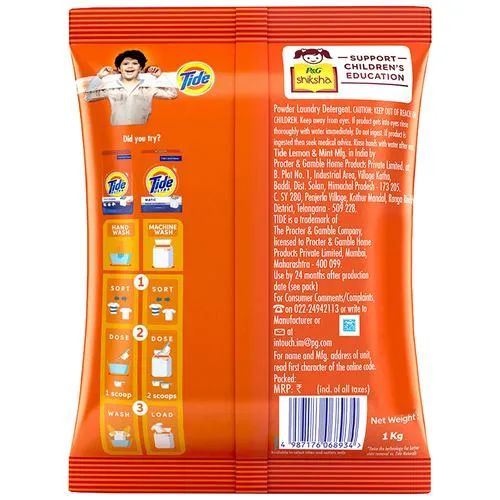 Tide
Did you try?
Tide
Tide
MATIC
HAND WASH
MACHINE WASH
1
SORT
SORT
2
DOSE
DOSE
1 scoop
2 scoops
3
WASH
LOAD
P&G
shiksha
SUPPORT
CHILDREN'S
EDUCATION
Powder Laundry Detergent. CAUTION: KEEP OUT OF REACH OF
CHILDREN. Keep away from eyes. If product gets into eyes rinse
thoroughly with water immediately. Do not ingest. If product is
ingested then seek medical advice. Rinse hands with water after
Tide Lemon & Mint Mfg. in India by
Procter & Gamble Home Products Private Limited, at
B. Plot No. 1, Industrial Area, Village Katha,
Baddi, Dist. Solan, Himachal Pradesh - 173 205.
C. SY 280, Penjerla Village, Kothur Mandal, Ranga
District, Telangana - 509 228.
TIDE is a trademark of
The Procter & Gamble Company,
licensed to Procter & Gamble Home
Products Private Limited, Mumbai,
Maharashtra - 400 099.
Use by 24 months after production
date (see pack)
For Consumer Comments/Complaints,
on 022-24942113 or write to
Manufacturer or
at
intouch.im@pg.com
For name and Mfg. address of unit,
read first character of the online code.
Packed:
MRP: ₹ (incl. of all taxes)
4 987176 068934
Net Weight
1 Kg